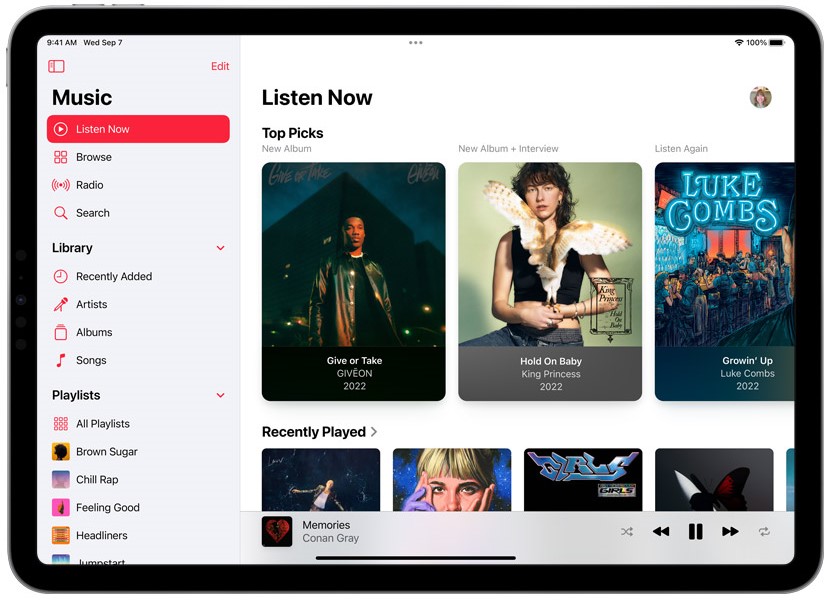 9:41 AM Wed Sep 7
100%
Edit
Music
Listen Now
Browse
Radio
Search
Library
Recently Added
Artists
Albums
Songs
Playlists
All Playlists
Brown Sugar
Chill Rap
Feeling Good
Headliners
Jumpstart
Listen Now
Top Picks
New Album
GIVE OR TAKE GIVĒON
Give or Take
GIVĒON
2022
New Album + Interview
King
Princess
Hold
On
Baby
Hold On Baby
King Princess
2022
Listen Again
LUKE
COMBS
Growin' Up
Luke Combs
2022
Recently Played
Lauv
GIRLS
GIRLS
Memories
Conan Gray